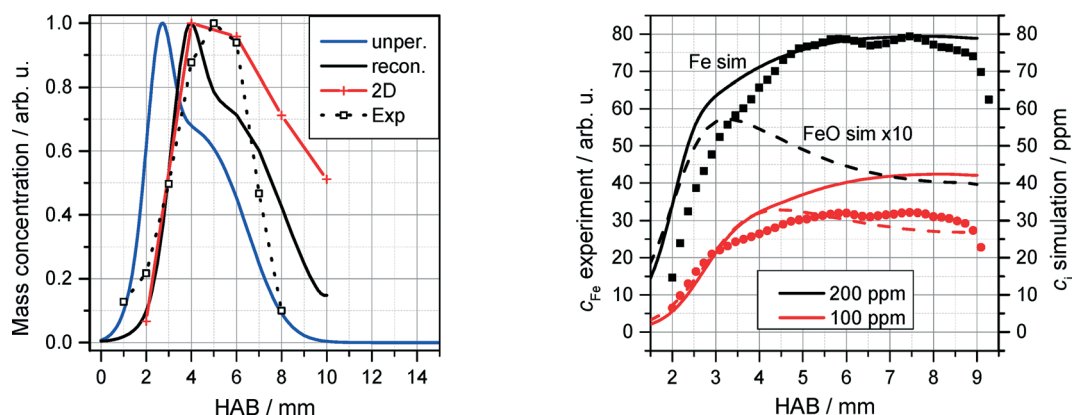 1.0
0.8
0.6
0.4
0.2
0.0
Mass concentration / arb. u.
unper.
recon.
2D
Exp
0 2 4 6 8 10 12 14
HAB / mm
80
70
60
50
40
30
20
10
0
c_Fe experiment / arb. u.
Fe sim
FeO sim x10
200 ppm
100 ppm
80
70
60
50
40
30
20
10
0
c_i simulation / ppm
2 3 4 5 6 7 8 9
HAB / mm